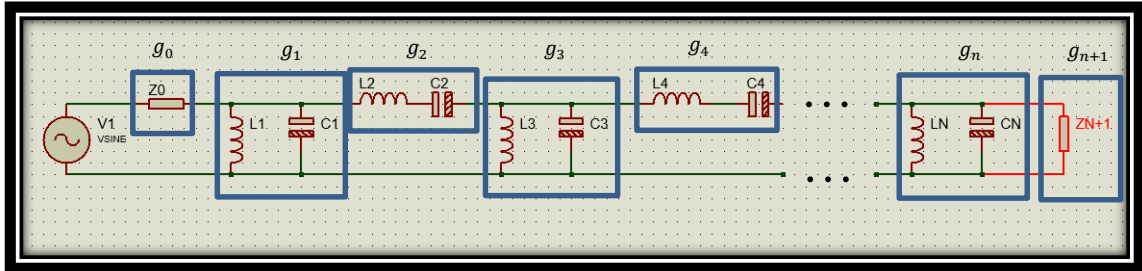 g₀ g₁ g₂ g₃ g₄ gₙ gₙ₊₁
L2 C2 L4 C4
Z0
V1 L1 C1 L3 C3 LN CN ZN+1
VSINE